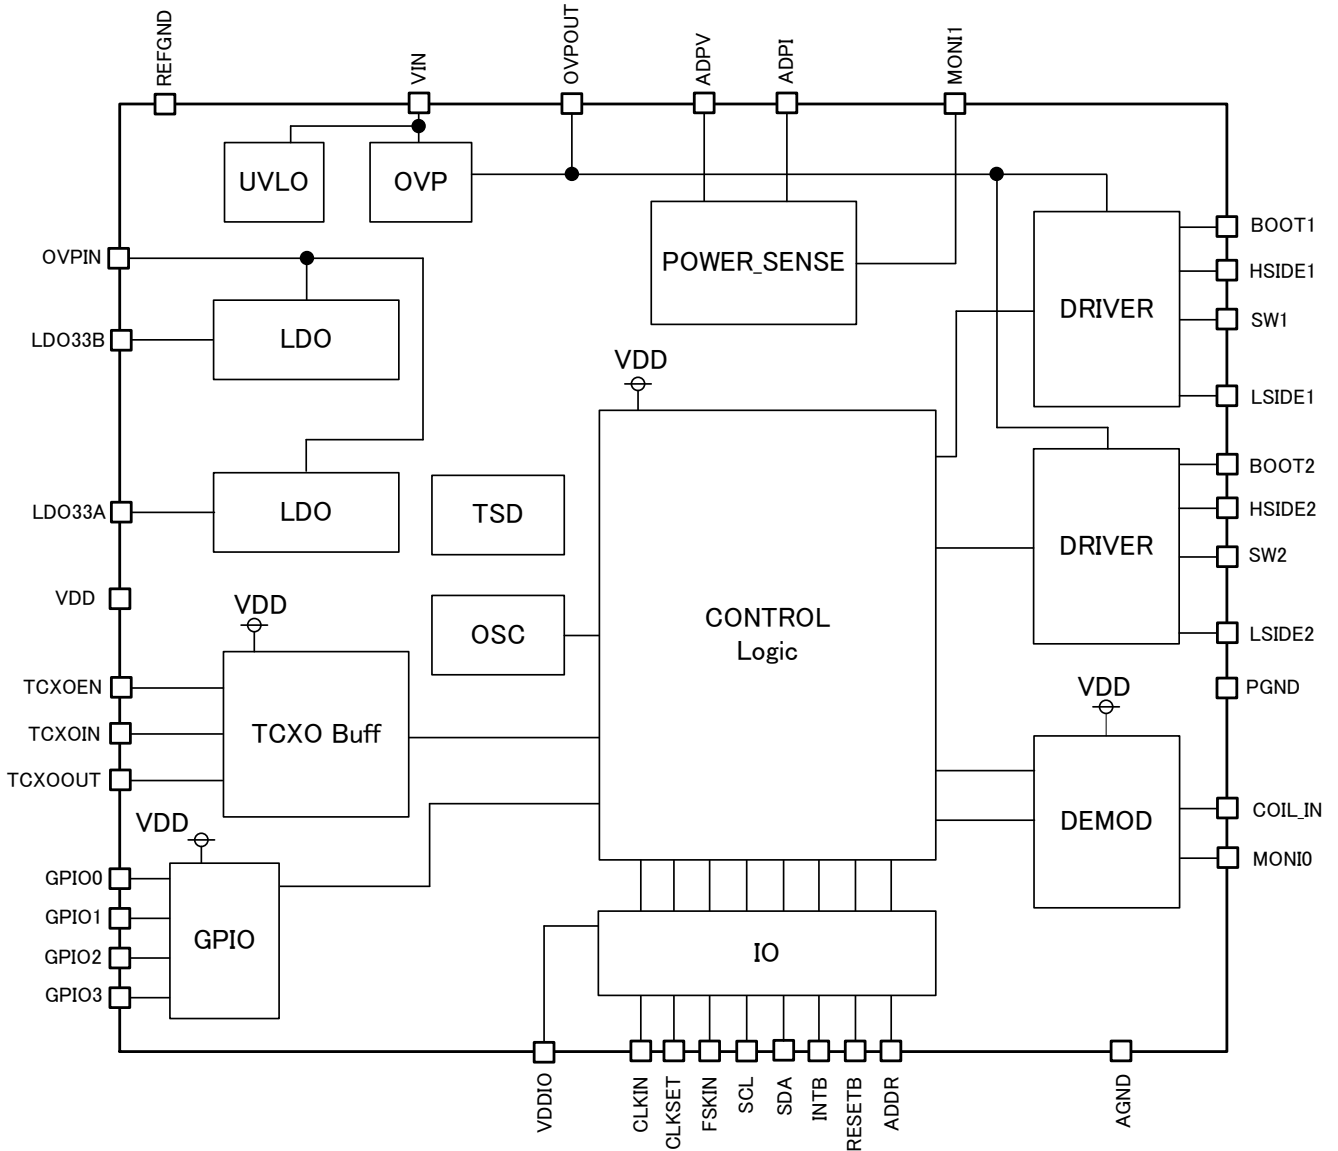 REFGND
VIN
OVPOUT
ADPV
ADPI
MONI1
UVLO
OVP
POWER_SENSE
OVPIN
LDO
LDO33B
LDO
LDO33A
VDD
DRIVER
BOOT1
HSIDE1
SW1
LSIDE1
DRIVER
BOOT2
HSIDE2
SW2
LSIDE2
PGND
TSD
OSC
CONTROL
Logic
VDD
VDD
TCXOEN
TCXOIN
TCXOOUT
TCXO Buff
VDD
DEMOD
COIL_IN
MONI0
VDD
GPIO0
GPIO1
GPIO2
GPIO3
GPIO
IO
VDDIO
CLKIN
CLKSET
FSKIN
SCL
SDA
INTB
RESETB
ADDR
AGND